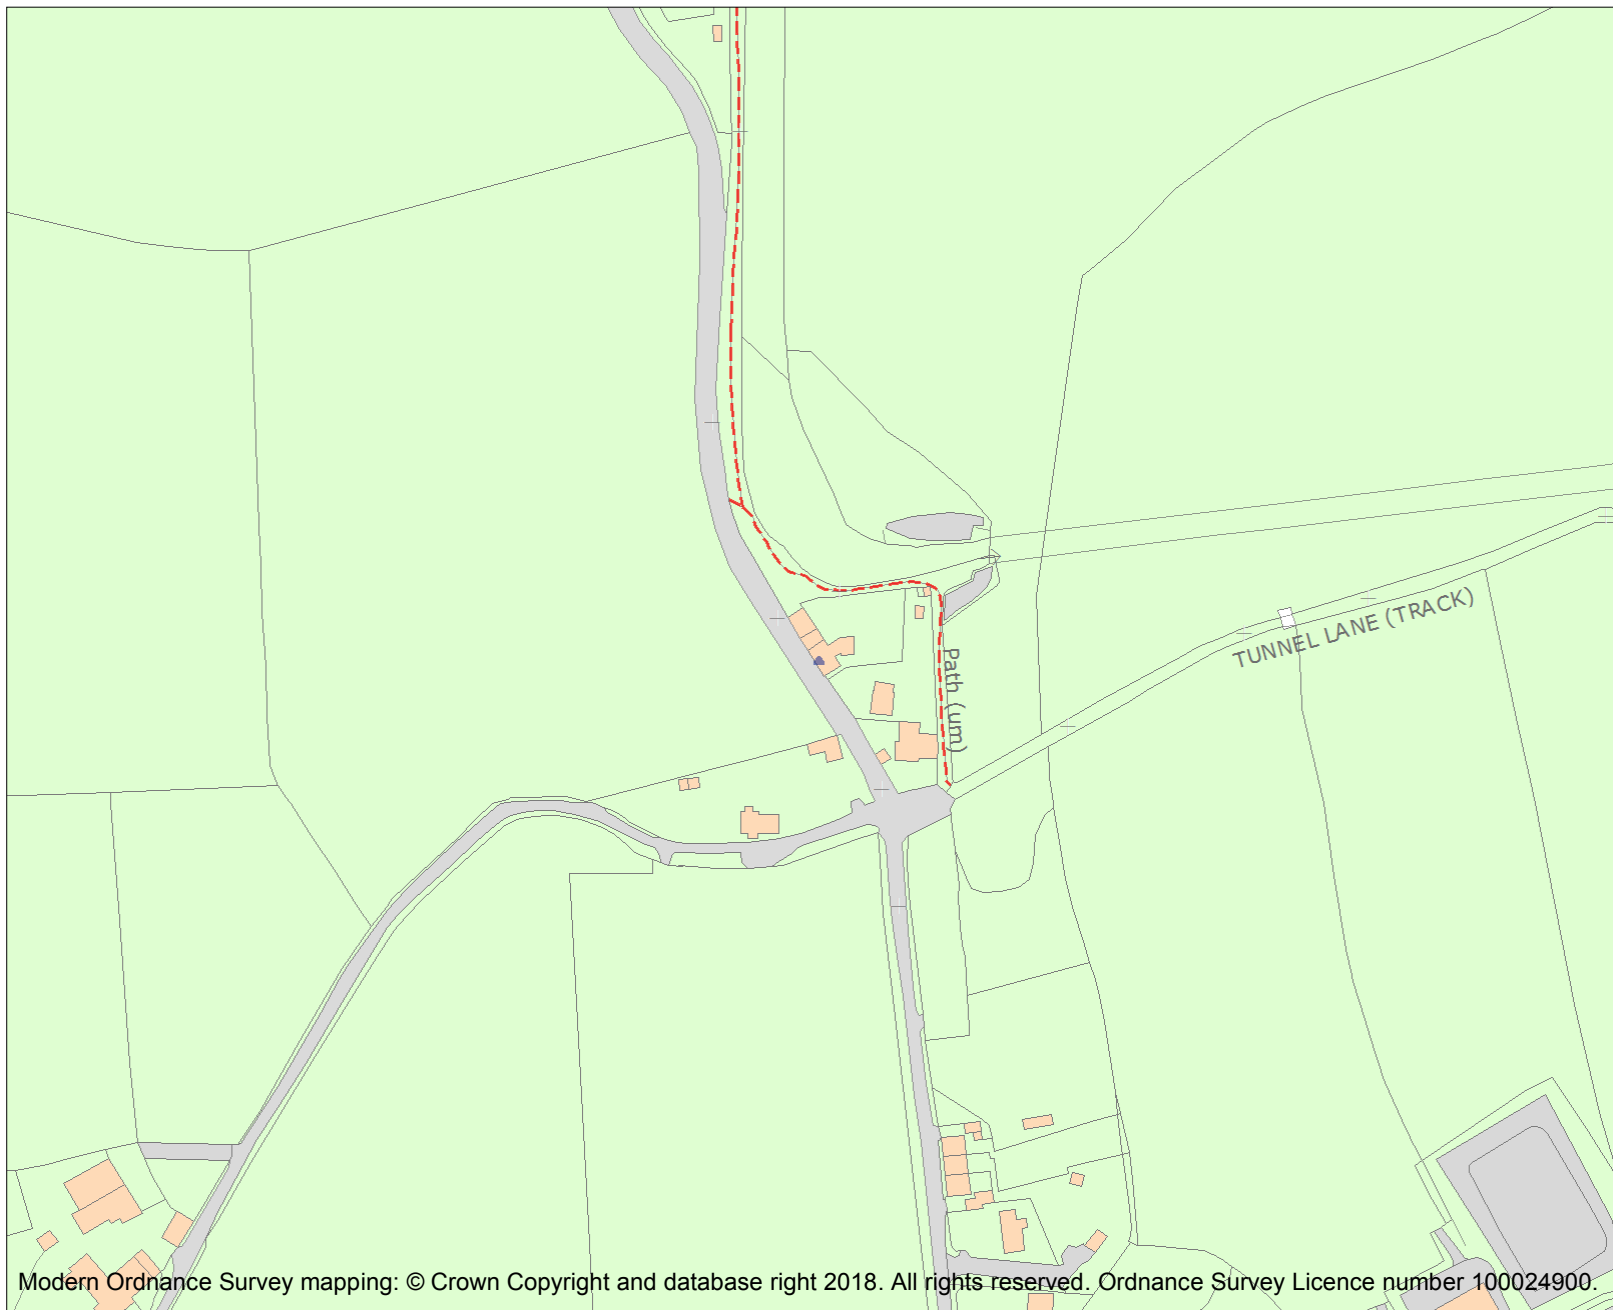 TUNNEL LANE (TRACK)
Path (um)
Modern Ordnance Survey mapping: © Crown Copyright and database right 2018. All rights reserved. Ordnance Survey Licence number 100024900.